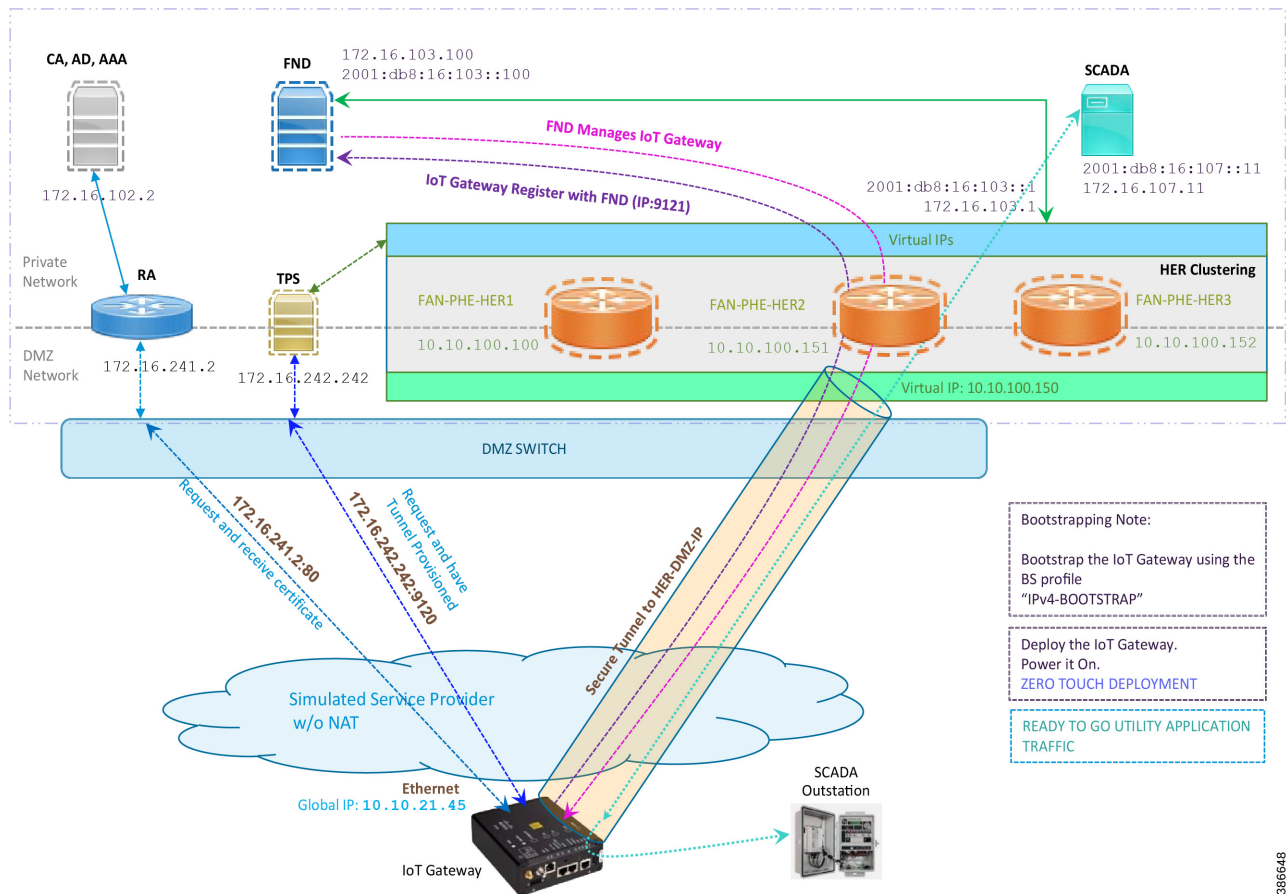 CA, AD, AAA
FND
172.16.103.100
2001:db8:16:103::100
SCADA
FND Manages IoT Gateway
IoT Gateway Register with FND (IP:9121)
172.16.102.2
2001:db8:16:103::1
172.16.103.1
2001:db8:16:107::11
172.16.107.11
Virtual IPs
Private
Network
RA
TPS
HER Clustering
FAN-PHE-HER1
FAN-PHE-HER2
FAN-PHE-HER3
10.10.100.100
10.10.100.151
10.10.100.152
DMZ
Network
172.16.241.2
172.16.242.242
Virtual IP: 10.10.100.150
DMZ SWITCH
172.16.241.2:80
Request and receive certificate
Request and have
Tunnel Provisioned
172.16.242.242:9120
Secure Tunnel to HER-DMZ-IP
Bootstrapping Note:
Bootstrap the IoT Gateway using the
BS profile
“IPv4-BOOTSTRAP”
Deploy the IoT Gateway.
Power it On.
ZERO TOUCH DEPLOYMENT
READY TO GO UTILITY APPLICATION
TRAFFIC
Simulated Service Provider
w/o NAT
Ethernet
Global IP: 10.10.21.45
SCADA
Outstation
IoT Gateway
386648